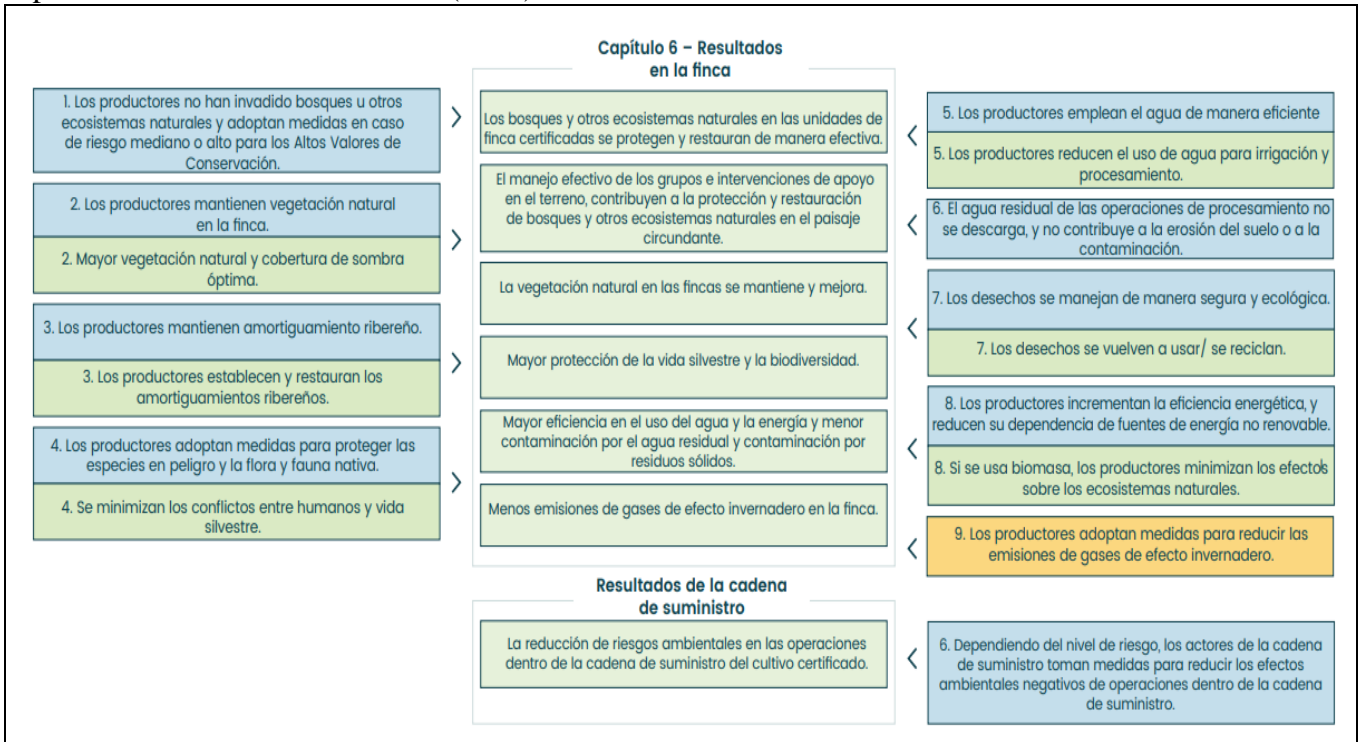 Capítulo 6 – Resultados
en la finca
1. Los productores no han invadido bosques u otros
ecosistemas naturales y adoptan medidas en caso
de riesgo mediano o alto para los Altos Valores de
Conservación.
2. Los productores mantienen vegetación natural
en la finca.
2. Mayor vegetación natural y cobertura de sombra
óptima.
3. Los productores mantienen amortiguamiento ribereño.
3. Los productores establecen y restauran los
amortiguamientos ribereños.
4. Los productores adoptan medidas para proteger las
especies en peligro y la flora y fauna nativa.
4. Se minimizan los conflictos entre humanos y vida
silvestre.
Los bosques y otros ecosistemas naturales en las unidades de
finca certificadas se protegen y restauran de manera efectiva.
El manejo efectivo de los grupos e intervenciones de apoyo
en el terreno, contribuyen a la protección y restauración
de bosques y otros ecosistemas naturales en el paisaje
circundante.
La vegetación natural en las fincas se mantiene y mejora.
Mayor protección de la vida silvestre y la biodiversidad.
Mayor eficiencia en el uso del agua y la energía y menor
contaminación por el agua residual y contaminación por
residuos sólidos.
Menos emisiones de gases de efecto invernadero en la finca.
5. Los productores emplean el agua de manera eficiente
5. Los productores reducen el uso de agua para irrigación y
procesamiento.
6. El agua residual de las operaciones de procesamiento no
se descarga, y no contribuye a la erosión del suelo o a la
contaminación.
7. Los desechos se manejan de manera segura y ecológica.
7. Los desechos se vuelven a usar/ se reciclan.
8. Los productores incrementan la eficiencia energética, y
reducen su dependencia de fuentes de energía no renovable.
8. Si se usa biomasa, los productores minimizan los efectos
sobre los ecosistemas naturales.
9. Los productores adoptan medidas para reducir las
emisiones de gases de efecto invernadero.
Resultados de la cadena
de suministro
La reducción de riesgos ambientales en las operaciones
dentro de la cadena de suministro del cultivo certificado.
6. Dependiendo del nivel de riesgo, los actores de la cadena
de suministro toman medidas para reducir los efectos
ambientales negativos de operaciones dentro de la cadena
de suministro.